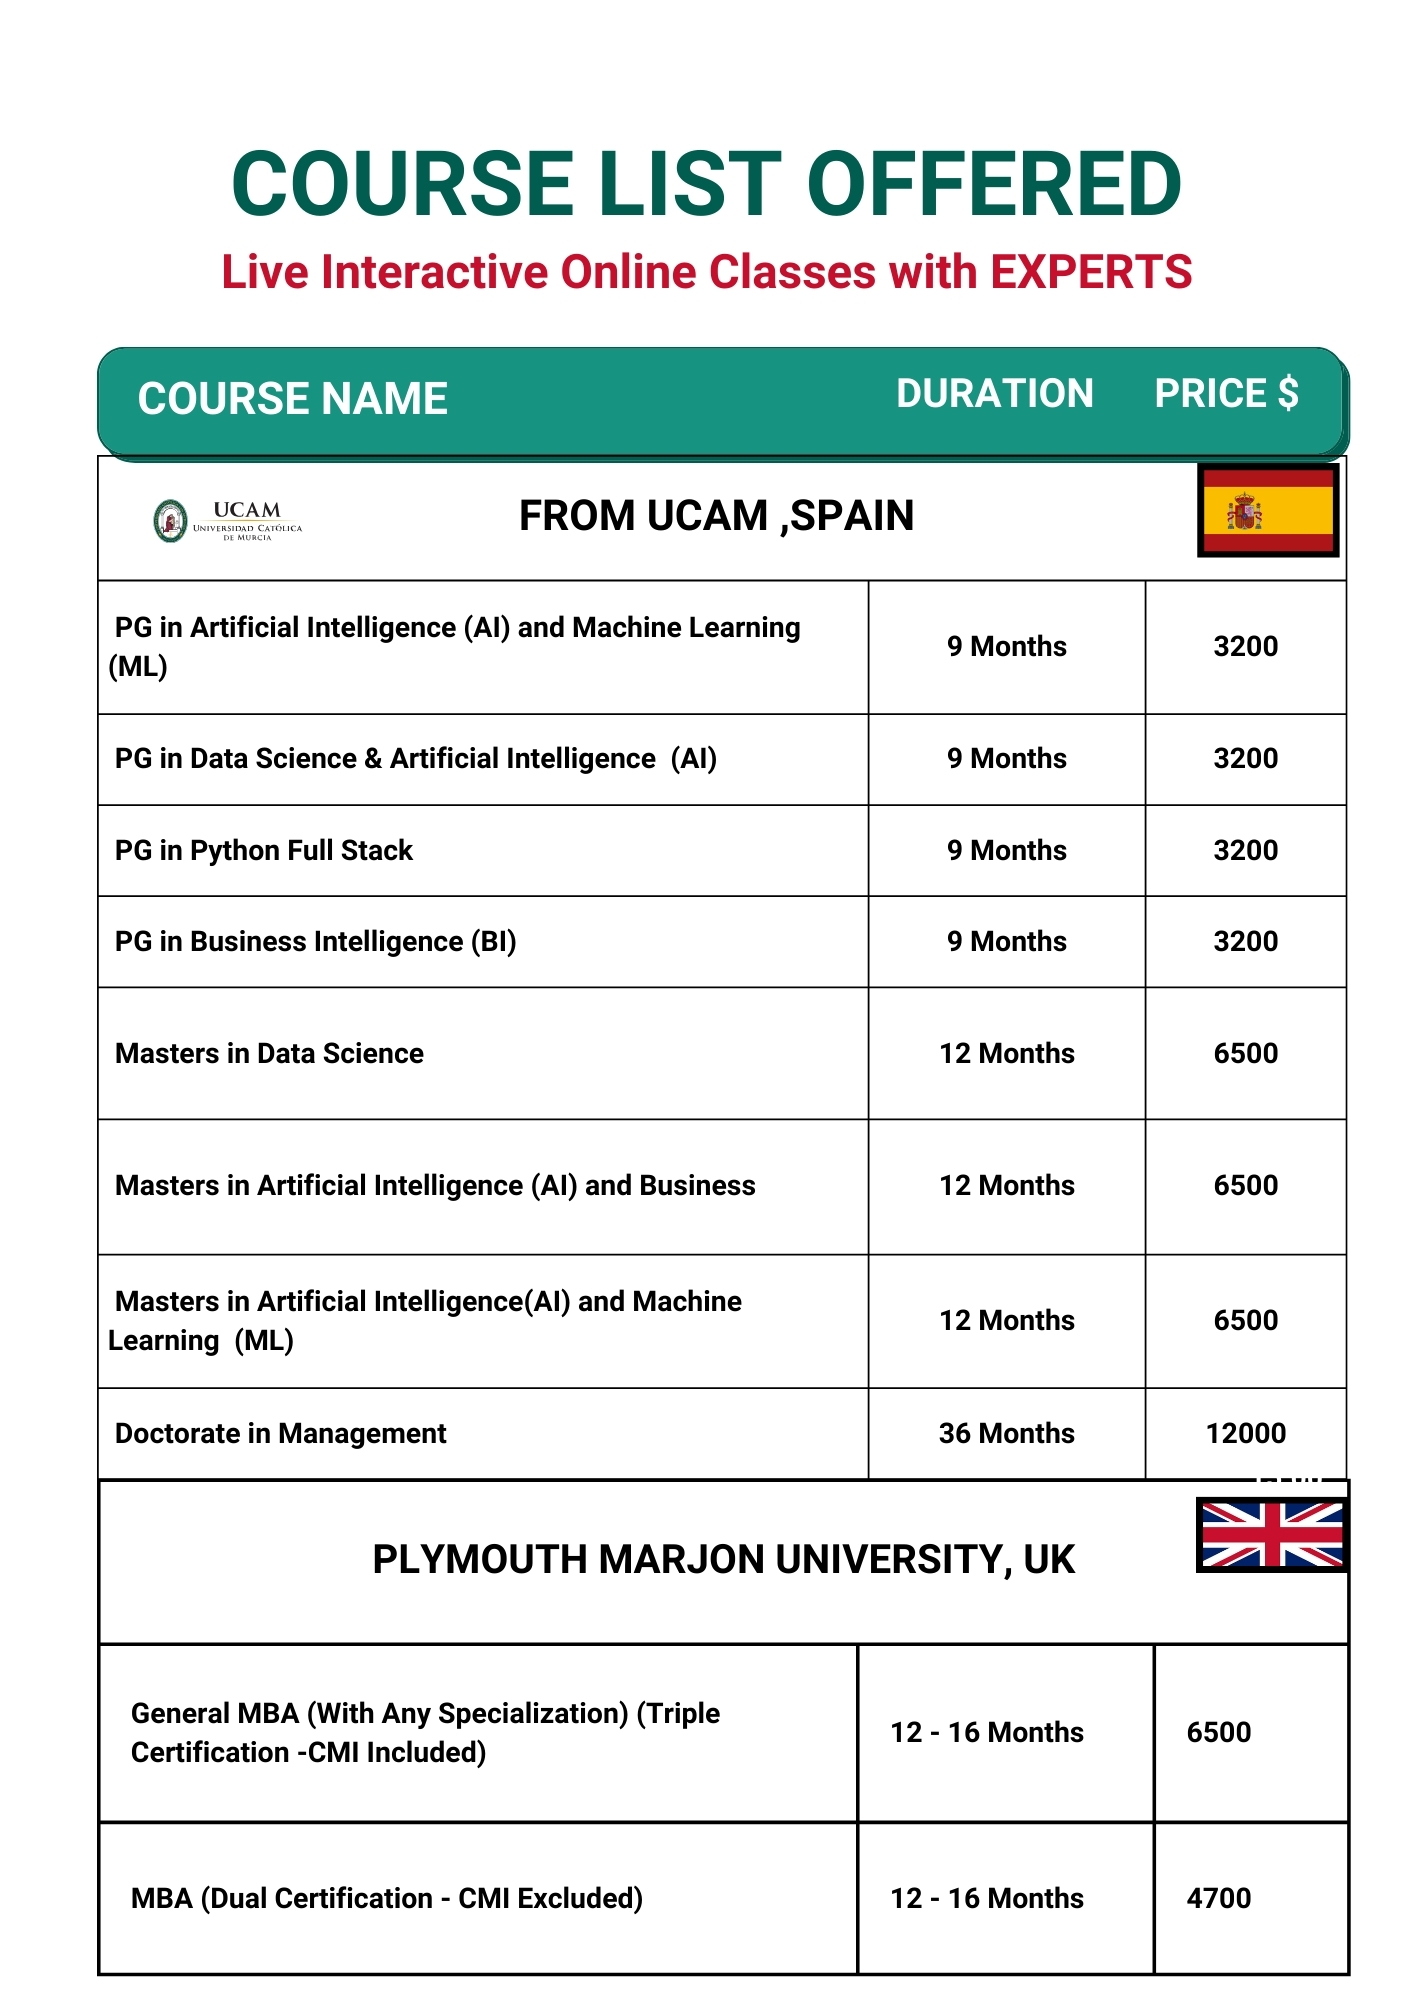 COURSE LIST OFFERED
Live Interactive Online Classes with EXPERTS
COURSE NAME DURATION PRICE $
UCAM
UNIVERSIDAD CATÓLICA
DE MURCIA
FROM UCAM ,SPAIN
PG in Artificial Intelligence (AI) and Machine Learning
(ML)
9 Months 3200
PG in Data Science & Artificial Intelligence (AI) 9 Months 3200
PG in Python Full Stack 9 Months 3200
PG in Business Intelligence (BI) 9 Months 3200
Masters in Data Science 12 Months 6500
Masters in Artificial Intelligence (AI) and Business 12 Months 6500
Masters in Artificial Intelligence(AI) and Machine
Learning (ML)
12 Months 6500
Doctorate in Management 36 Months 12000
PLYMOUTH MARJON UNIVERSITY, UK
General MBA (With Any Specialization) (Triple
Certification -CMI Included)
12 - 16 Months 6500
MBA (Dual Certification - CMI Excluded) 12 - 16 Months 4700